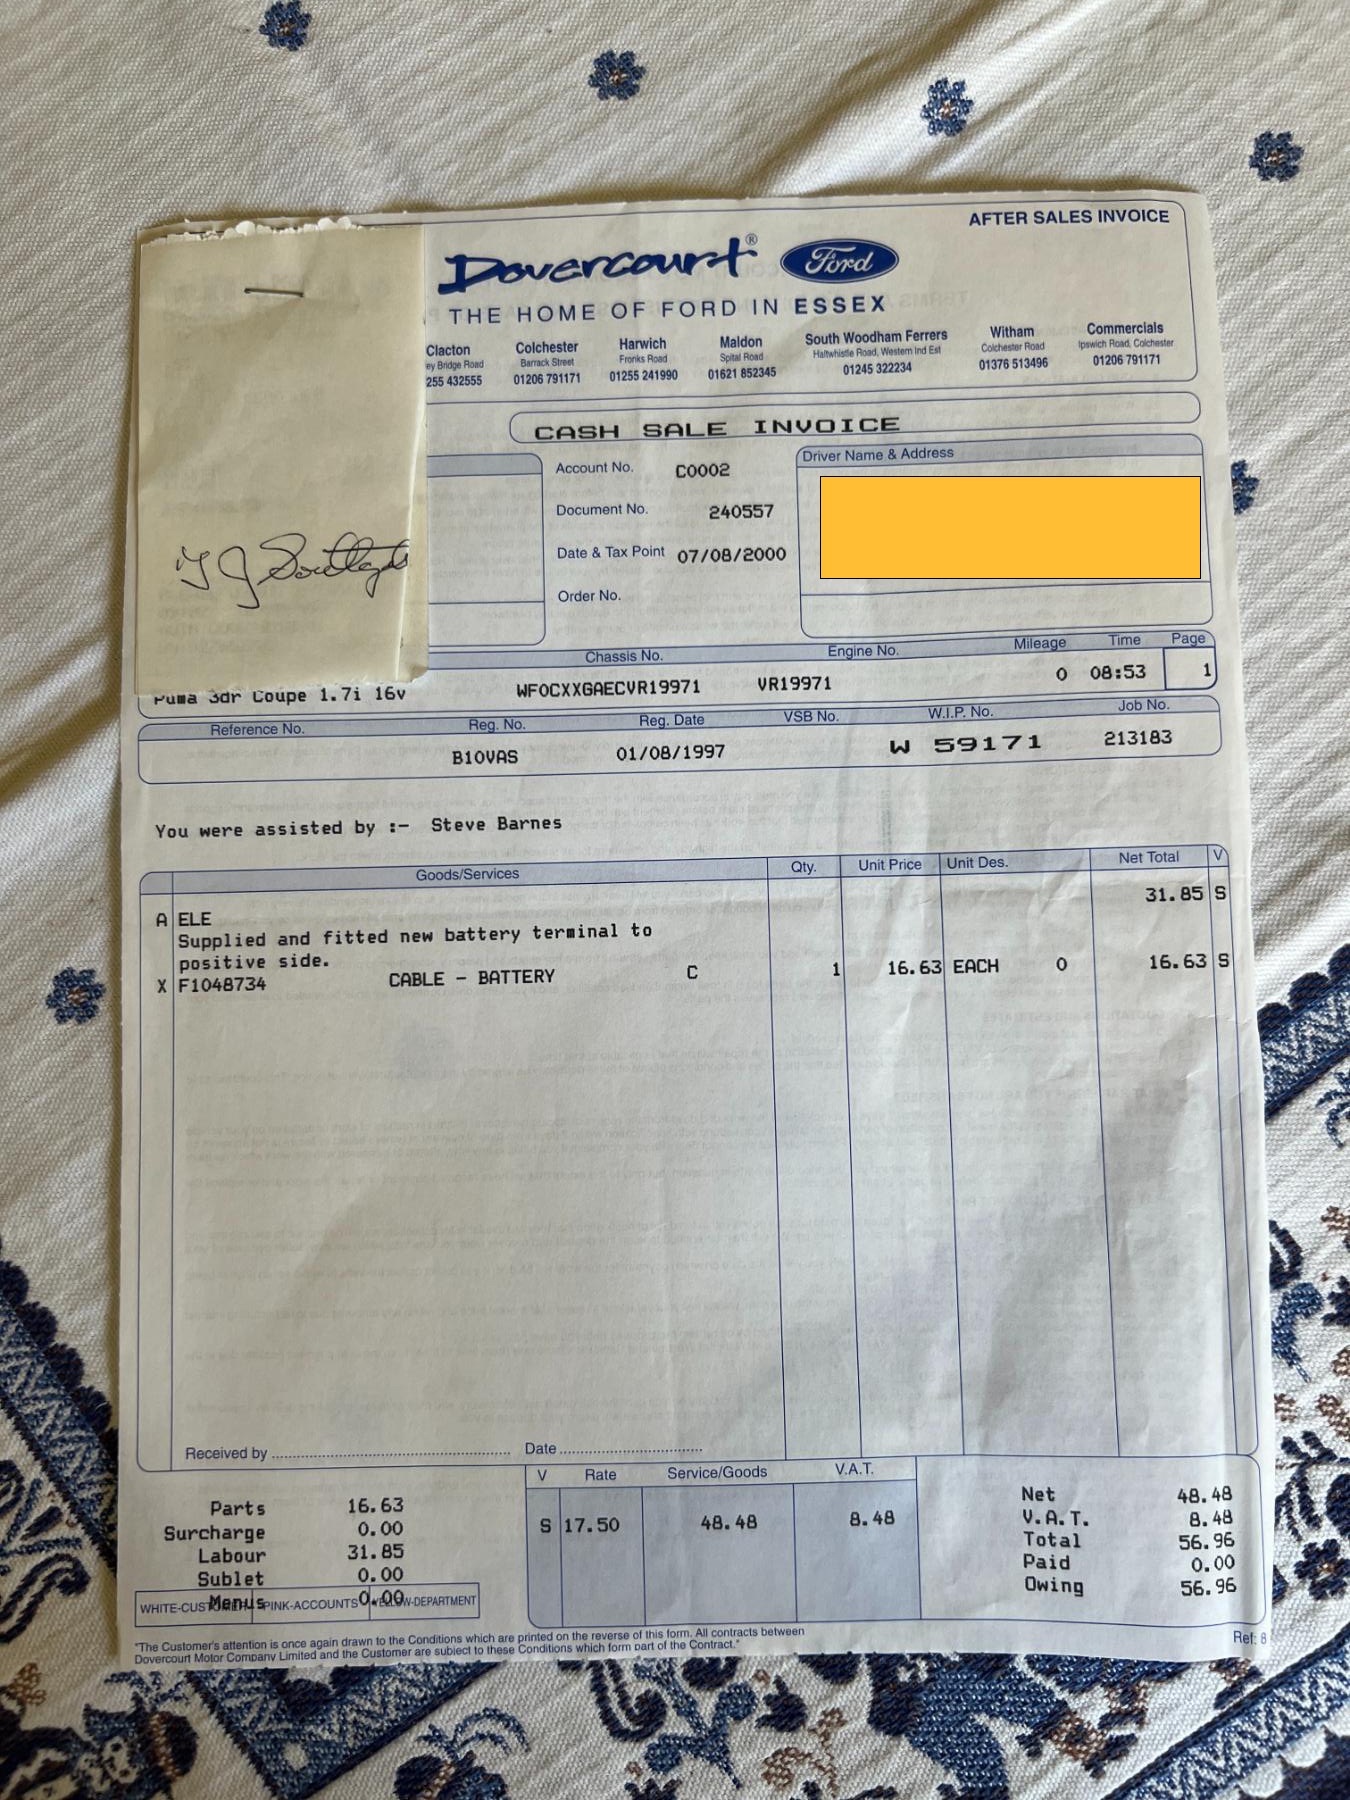 AFTER SALES INVOICE
Dovercourt® Ford
THE HOME OF FORD IN ESSEX
Clacton Colchester Harwich Maldon South Woodham Ferrers Witham Commercials
ey Bridge Road Barrack Street Fronks Road Spital Road Haltwhistle Road, Western Ind Est Colchester Road Ipswich Road, Colchester
255 432555 01206 791171 01255 241990 01621 852345 01245 322234 01376 513496 01206 791171
CASH SALE INVOICE
Account No. C0002
Driver Name & Address
Document No. 240557
Date & Tax Point 07/08/2000
Order No.
Chassis No. Engine No. Mileage Time Page
Puma 3dr Coupe 1.7i 16v WF0CXXGAECVR19971 VR19971 0 08:53 1
Reference No. Reg. No. Reg. Date VSB No. W.I.P. No. Job No.
B10VAS 01/08/1997 W 59171 213183
You were assisted by :- Steve Barnes
Goods/Services Qty. Unit Price Unit Des. Net Total V
A ELE 31.85 S
Supplied and fitted new battery terminal to
positive side.
X F1048734 CABLE - BATTERY C 1 16.63 EACH 0 16.63 S
Received by Date
V Rate Service/Goods V.A.T.
S 17.50 48.48 8.48
Parts 16.63
Surcharge 0.00
Labour 31.85
Sublet 0.00
Menus 0.00
WHITE-CUSTOMER PINK-ACCOUNTS YELLOW-DEPARTMENT
Net 48.48
V.A.T. 8.48
Total 56.96
Paid 0.00
Owing 56.96
"The Customer's attention is once again drawn to the Conditions which are printed on the reverse of this form. All contracts between
Dovercourt Motor Company Limited and the Customer are subject to these Conditions which form part of the Contract."
Ref: 8